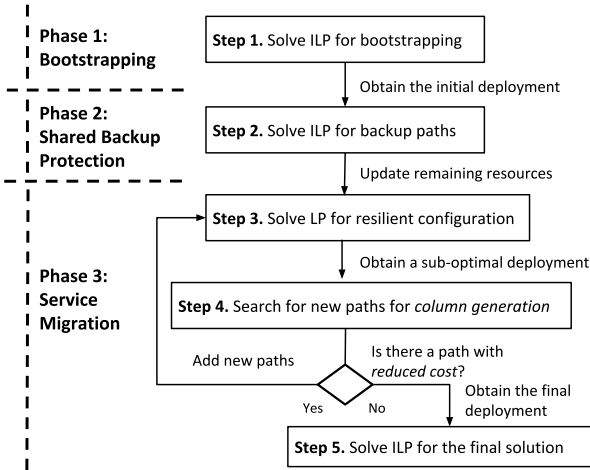 Phase 1:
Bootstrapping
Step 1. Solve ILP for bootstrapping
Obtain the initial deployment
Phase 2:
Shared Backup
Protection
Step 2. Solve ILP for backup paths
Update remaining resources
Step 3. Solve LP for resilient configuration
Obtain a sub-optimal deployment
Phase 3:
Service
Migration
Step 4. Search for new paths for column generation
Add new paths
Is there a path with
reduced cost?
Yes
No
Obtain the final
deployment
Step 5. Solve ILP for the final solution